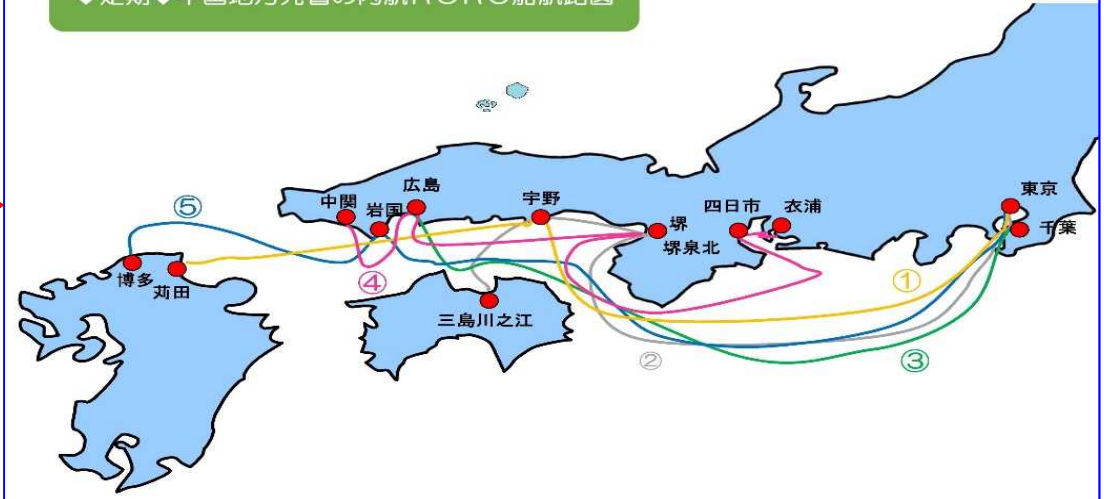 中関
岩国
広島
宇野
堺
堺泉北
四日市
衣浦
東京
千葉
博多
苅田
三島川之江
⑤
④
②
①
③